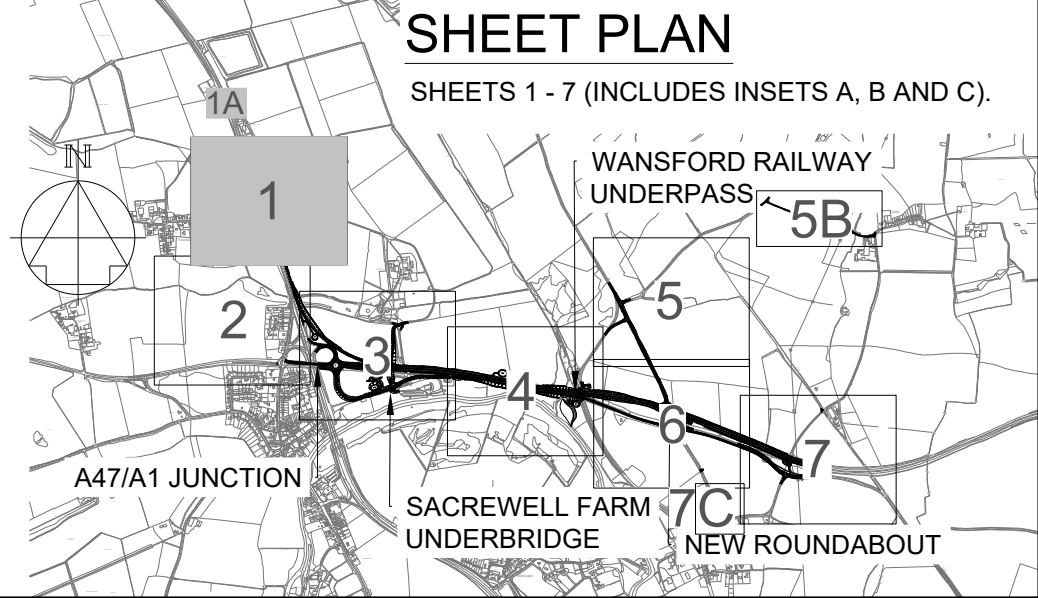 SHEET PLAN
SHEETS 1 - 7 (INCLUDES INSETS A, B AND C).
1A
N
1
WANSFORD RAILWAY
UNDERPASS
5B
2
5
3
4
6
7
A47/A1 JUNCTION
SACREWELL FARM
UNDERBRIDGE
7C
NEW ROUNDABOUT